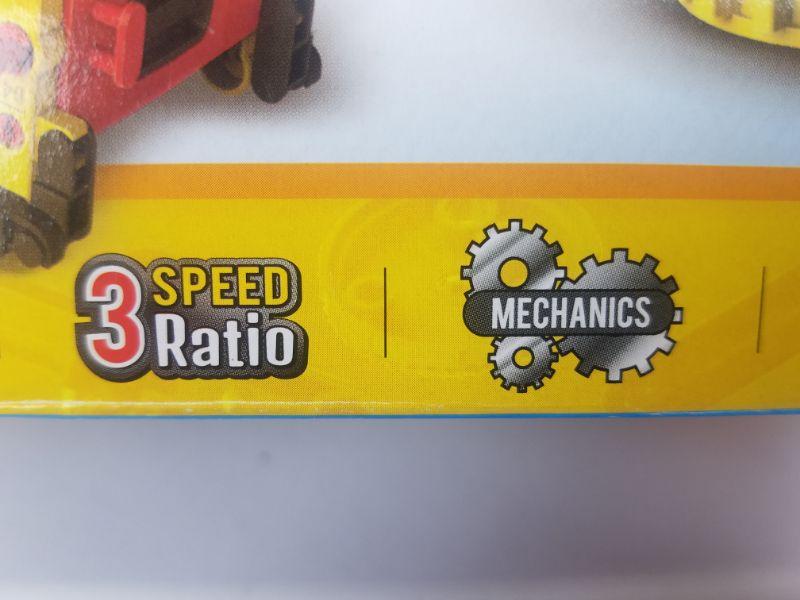 3 SPEED
Ratio
MECHANICS